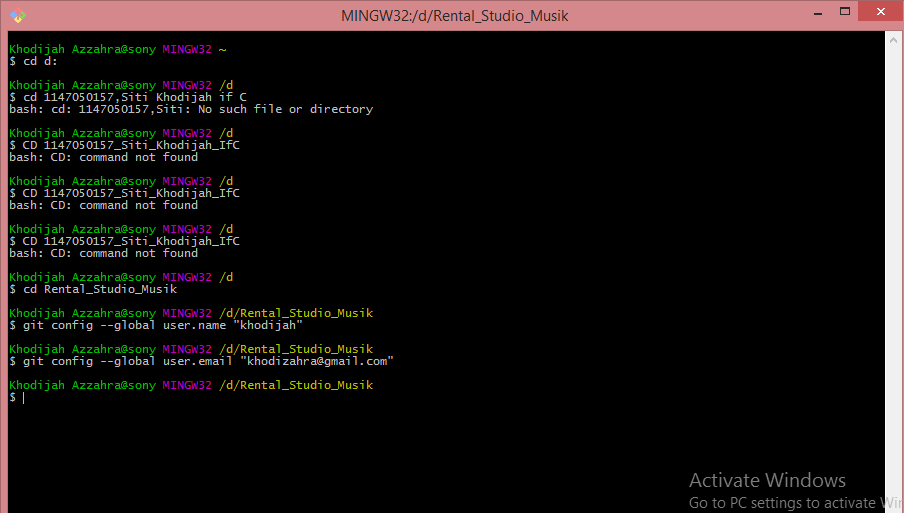 MINGW32:/d/Rental_Studio_Musik
Khodijah Azzahra@sony MINGW32 ~
$ cd d:
Khodijah Azzahra@sony MINGW32 /d
$ cd 1147050157,Siti Khodijah if C
bash: cd: 1147050157,Siti: No such file or directory
Khodijah Azzahra@sony MINGW32 /d
$ CD 1147050157_Siti_Khodijah_IfC
bash: CD: command not found
Khodijah Azzahra@sony MINGW32 /d
$ CD 1147050157_Siti_Khodijah_IfC
bash: CD: command not found
Khodijah Azzahra@sony MINGW32 /d
$ CD 1147050157_Siti_Khodijah_IfC
bash: CD: command not found
Khodijah Azzahra@sony MINGW32 /d
$ cd Rental_Studio_Musik
Khodijah Azzahra@sony MINGW32 /d/Rental_Studio_Musik
$ git config --global user.name "khodijah"
Khodijah Azzahra@sony MINGW32 /d/Rental_Studio_Musik
$ git config --global user.email "khodizahra@gmail.com"
Khodijah Azzahra@sony MINGW32 /d/Rental_Studio_Musik
$
Activate Windows
Go to PC settings to activate Win